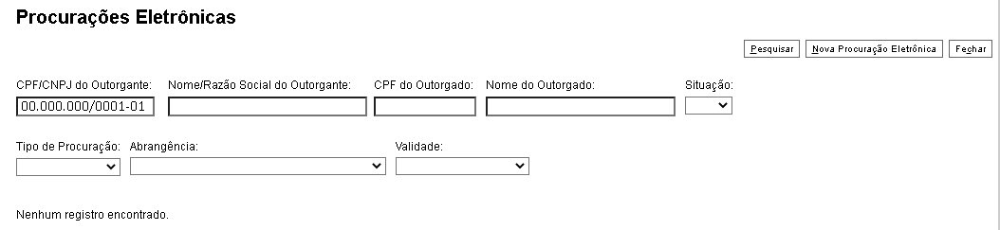 Procurações Eletrônicas
Pesquisar Nova Procuração Eletrônica Fechar
CPF/CNPJ do Outorgante: Nome/Razão Social do Outorgante: CPF do Outorgado: Nome do Outorgado: Situação:
00.000.000/0001-01
Tipo de Procuração: Abrangência: Validade:
Nenhum registro encontrado.